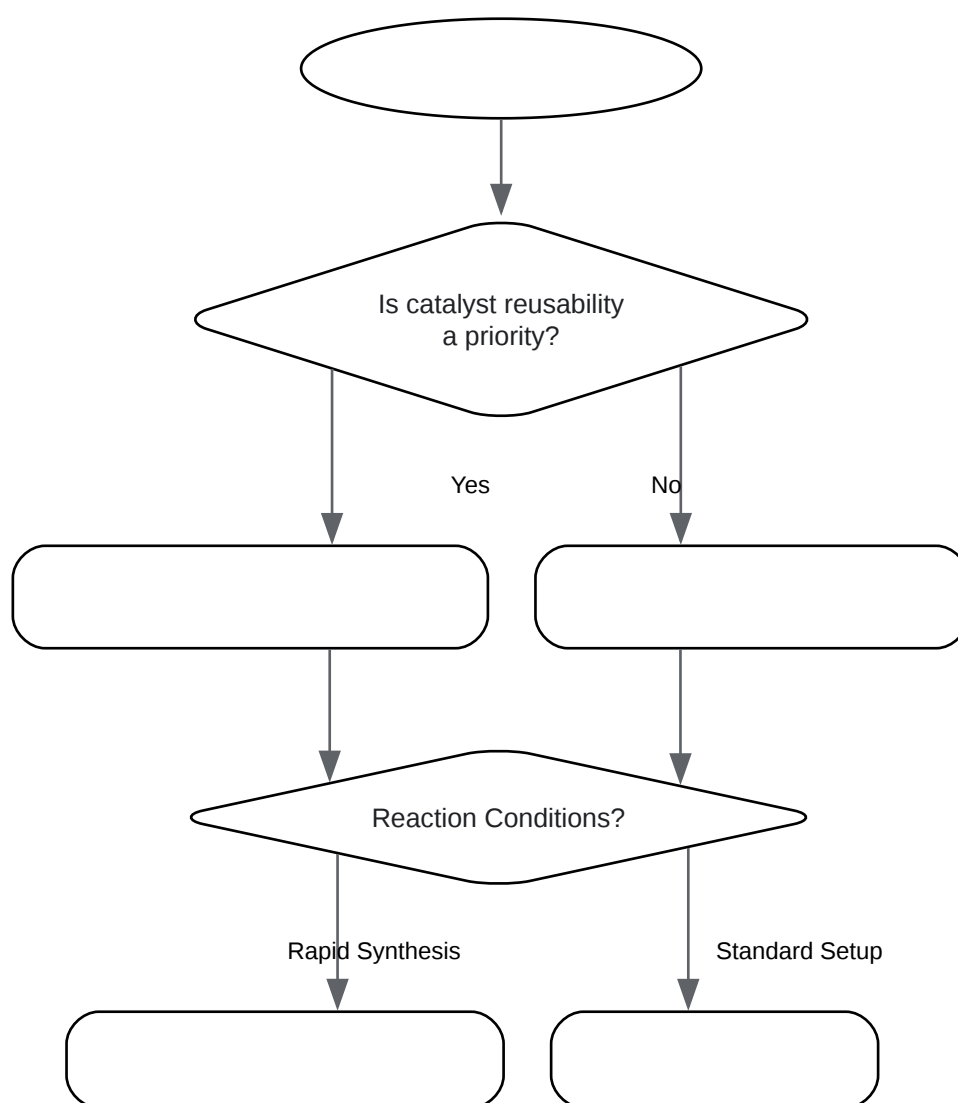 Is catalyst reusability
a priority?
Yes
No
Reaction Conditions?
Rapid Synthesis
Standard Setup